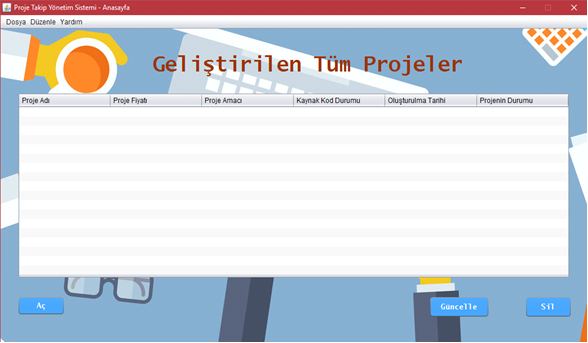 Proje Takip Yönetim Sistemi - Anasayfa
Dosya Düzenle Yardım
Geliştirilen Tüm Projeler
Proje Adı Proje Fiyatı Proje Amacı Kaynak Kod Durumu Oluşturulma Tarihi Projenin Durumu
Aç Güncelle Sil